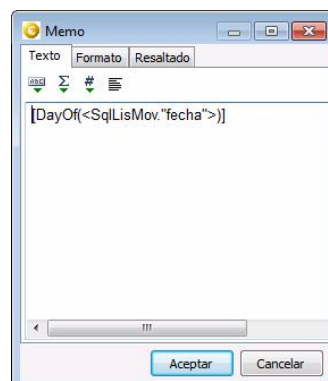 Memo
Texto Formato Resaltado
[DayOf(<SqlLisMov."fecha">)]
Aceptar Cancelar